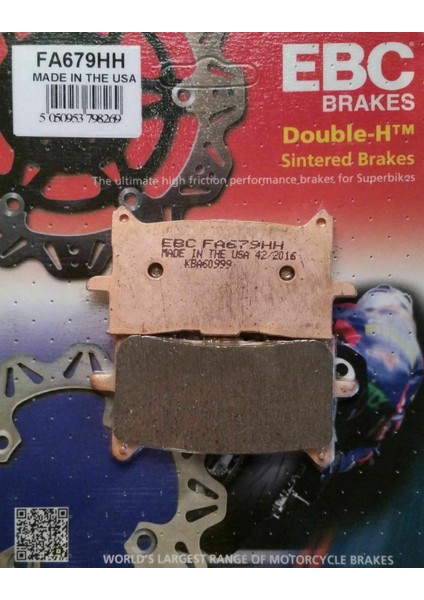 FA679HH
MADE IN THE USA
5 050953 798269
EBC
BRAKES
Double-H™
Sintered Brakes
The ultimate high friction performance brakes for Superbikes
EBC FA679HH
MADE IN THE USA 42/2016
KBA60999
WORLD'S LARGEST RANGE OF MOTORCYCLE BRAKES